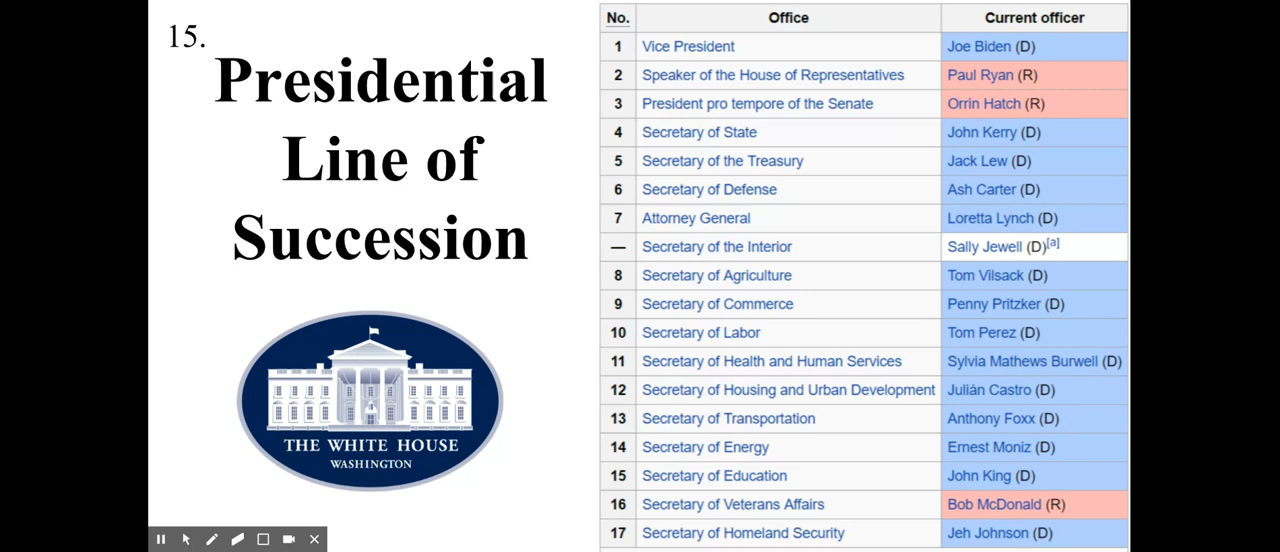 15.
Presidential
Line of
Succession
THE WHITE HOUSE
WASHINGTON
No. Office Current officer
1 Vice President Joe Biden (D)
2 Speaker of the House of Representatives Paul Ryan (R)
3 President pro tempore of the Senate Orrin Hatch (R)
4 Secretary of State John Kerry (D)
5 Secretary of the Treasury Jack Lew (D)
6 Secretary of Defense Ash Carter (D)
7 Attorney General Loretta Lynch (D)
— Secretary of the Interior Sally Jewell (D)[a]
8 Secretary of Agriculture Tom Vilsack (D)
9 Secretary of Commerce Penny Pritzker (D)
10 Secretary of Labor Tom Perez (D)
11 Secretary of Health and Human Services Sylvia Mathews Burwell (D)
12 Secretary of Housing and Urban Development Julián Castro (D)
13 Secretary of Transportation Anthony Foxx (D)
14 Secretary of Energy Ernest Moniz (D)
15 Secretary of Education John King (D)
16 Secretary of Veterans Affairs Bob McDonald (R)
17 Secretary of Homeland Security Jeh Johnson (D)